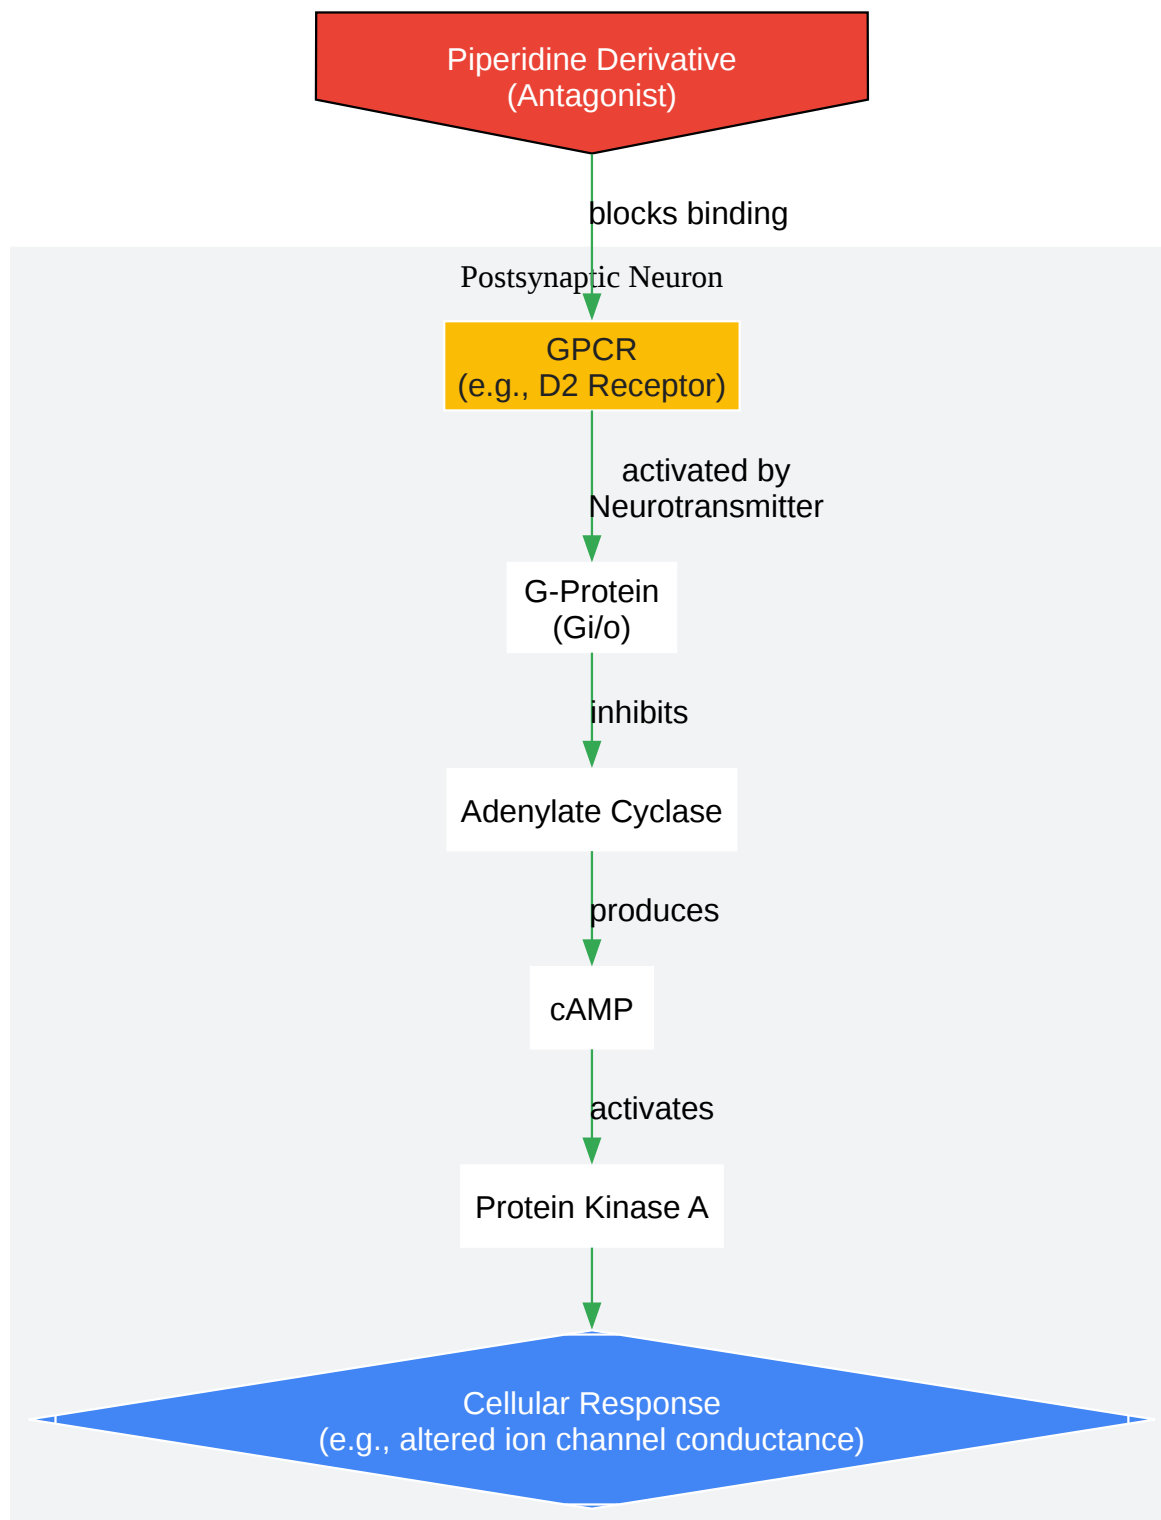 Piperidine Derivative
(Antagonist)
blocks binding
Postsynaptic Neuron
GPCR
(e.g., D2 Receptor)
activated by
Neurotransmitter
G-Protein
(Gi/o)
inhibits
Adenylate Cyclase
produces
cAMP
activates
Protein Kinase A
Cellular Response
(e.g., altered ion channel conductance)